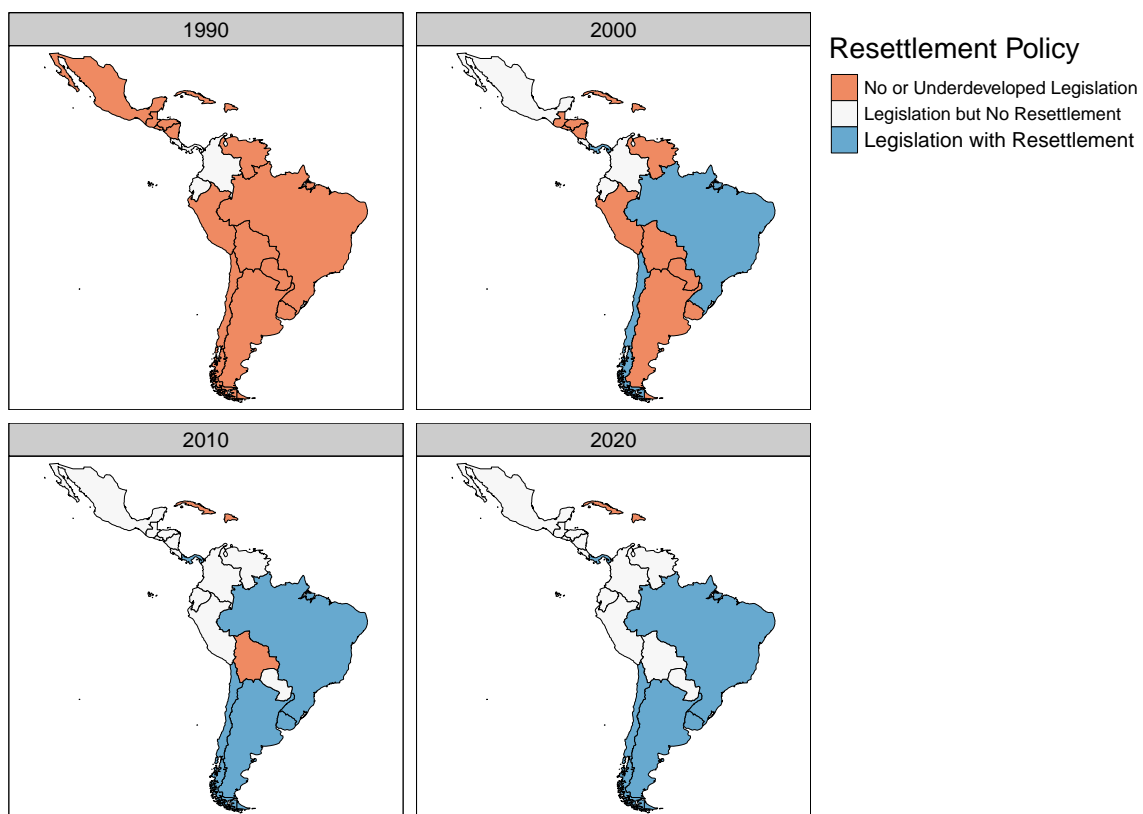 1990
2000
Resettlement Policy
No or Underdeveloped Legislation
Legislation but No Resettlement
Legislation with Resettlement
2010
2020